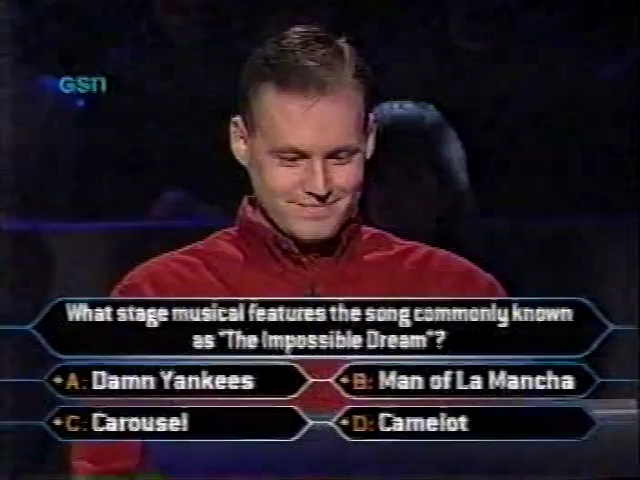 GSN
What stage musical features the song commonly known
as "The Impossible Dream"?
A: Damn Yankees
B: Man of La Mancha
C: Carousel
D: Camelot